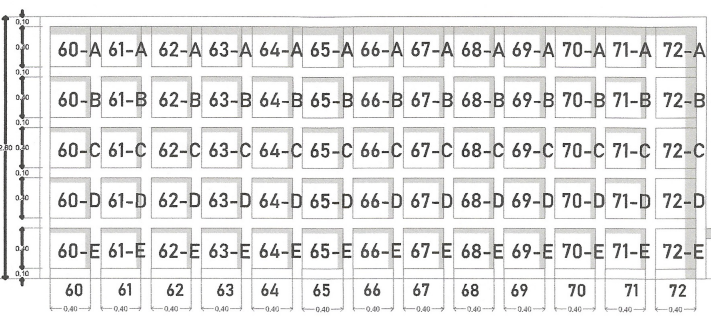 0,10
0,40 60-A 61-A 62-A 63-A 64-A 65-A 66-A 67-A 68-A 69-A 70-A 71-A 72-A
0,10
0,40 60-B 61-B 62-B 63-B 64-B 65-B 66-B 67-B 68-B 69-B 70-B 71-B 72-B
0,10
0,40 60-C 61-C 62-C 63-C 64-C 65-C 66-C 67-C 68-C 69-C 70-C 71-C 72-C
0,10
0,40 60-D 61-D 62-D 63-D 64-D 65-D 66-D 67-D 68-D 69-D 70-D 71-D 72-D
0,10
0,40 60-E 61-E 62-E 63-E 64-E 65-E 66-E 67-E 68-E 69-E 70-E 71-E 72-E
0,10
60 61 62 63 64 65 66 67 68 69 70 71 72
0,40 0,40 0,40 0,40 0,40 0,40 0,40 0,40 0,40 0,40 0,40 0,40 0,40